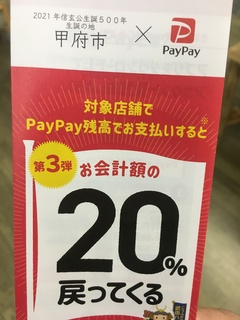 2021年信玄公生誕500年
生誕の地
甲府市 × PayPay
対象店舗で
PayPay残高でお支払いすると※
第3弾
お会計額の
20%
戻ってくる